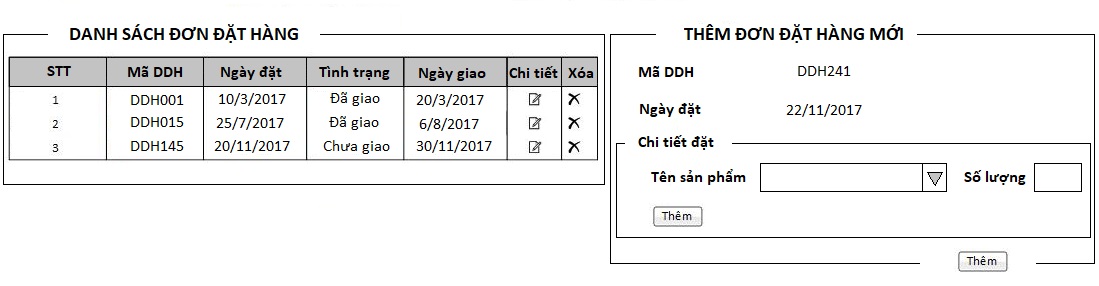 DANH SÁCH ĐƠN ĐẶT HÀNG
STT Mã DDH Ngày đặt Tình trạng Ngày giao Chi tiết Xóa
1 DDH001 10/3/2017 Đã giao 20/3/2017
2 DDH015 25/7/2017 Đã giao 6/8/2017
3 DDH145 20/11/2017 Chưa giao 30/11/2017
THÊM ĐƠN ĐẶT HÀNG MỚI
Mã DDH DDH241
Ngày đặt 22/11/2017
Chi tiết đặt
Tên sản phẩm Số lượng
Thêm
Thêm